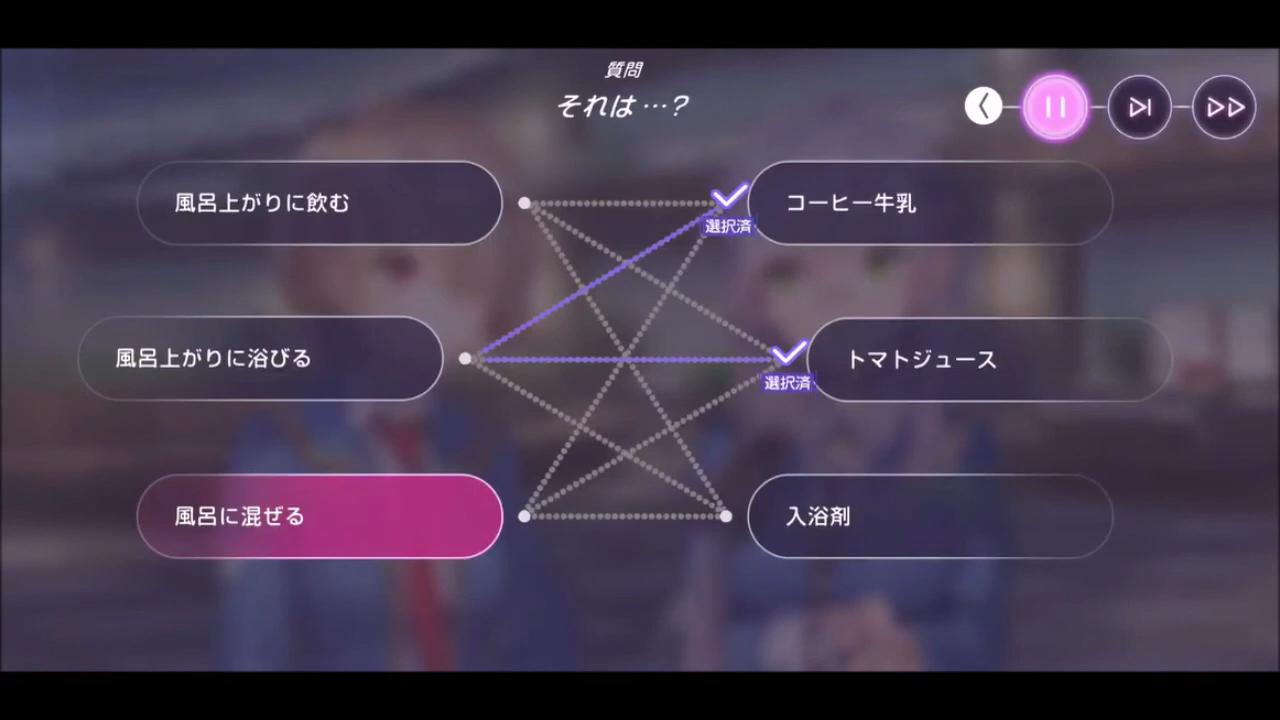 質問
それは…?
風呂上がりに飲む
コーヒー牛乳
選択済
風呂上がりに浴びる
トマトジュース
選択済
風呂に混ぜる
入浴剤